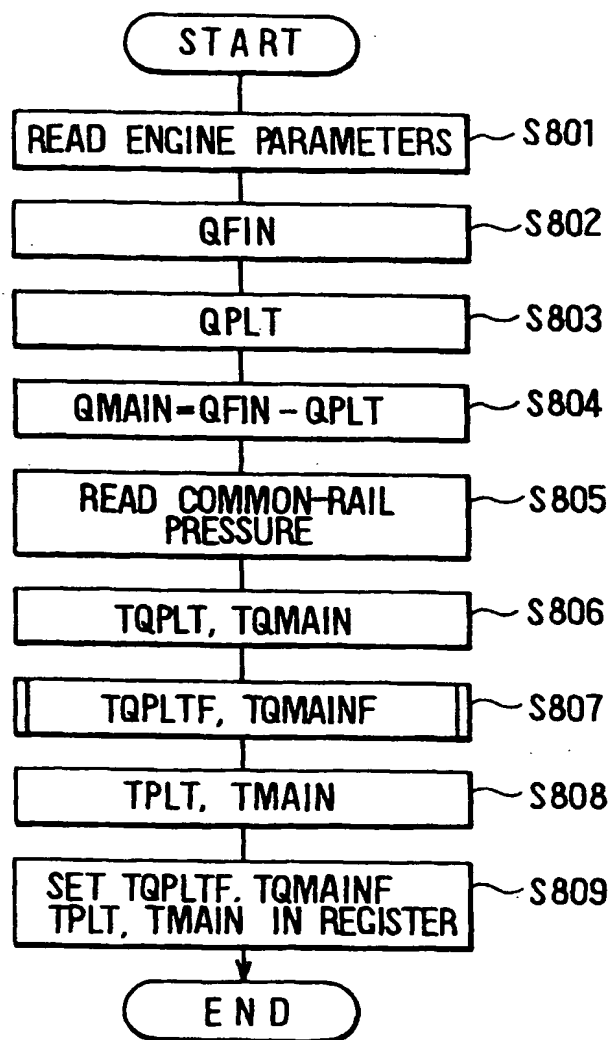 START
READ ENGINE PARAMETERS
S801
QFIN
S802
QPLT
S803
QMAIN=QFIN-QPLT
S804
READ COMMON-RAIL
PRESSURE
S805
TQPLT, TQMAIN
S806
TQPLTF, TQMAINF
S807
TPLT, TMAIN
S808
SET TQPLTF. TQMAINF
TPLT, TMAIN IN REGISTER
S809
END